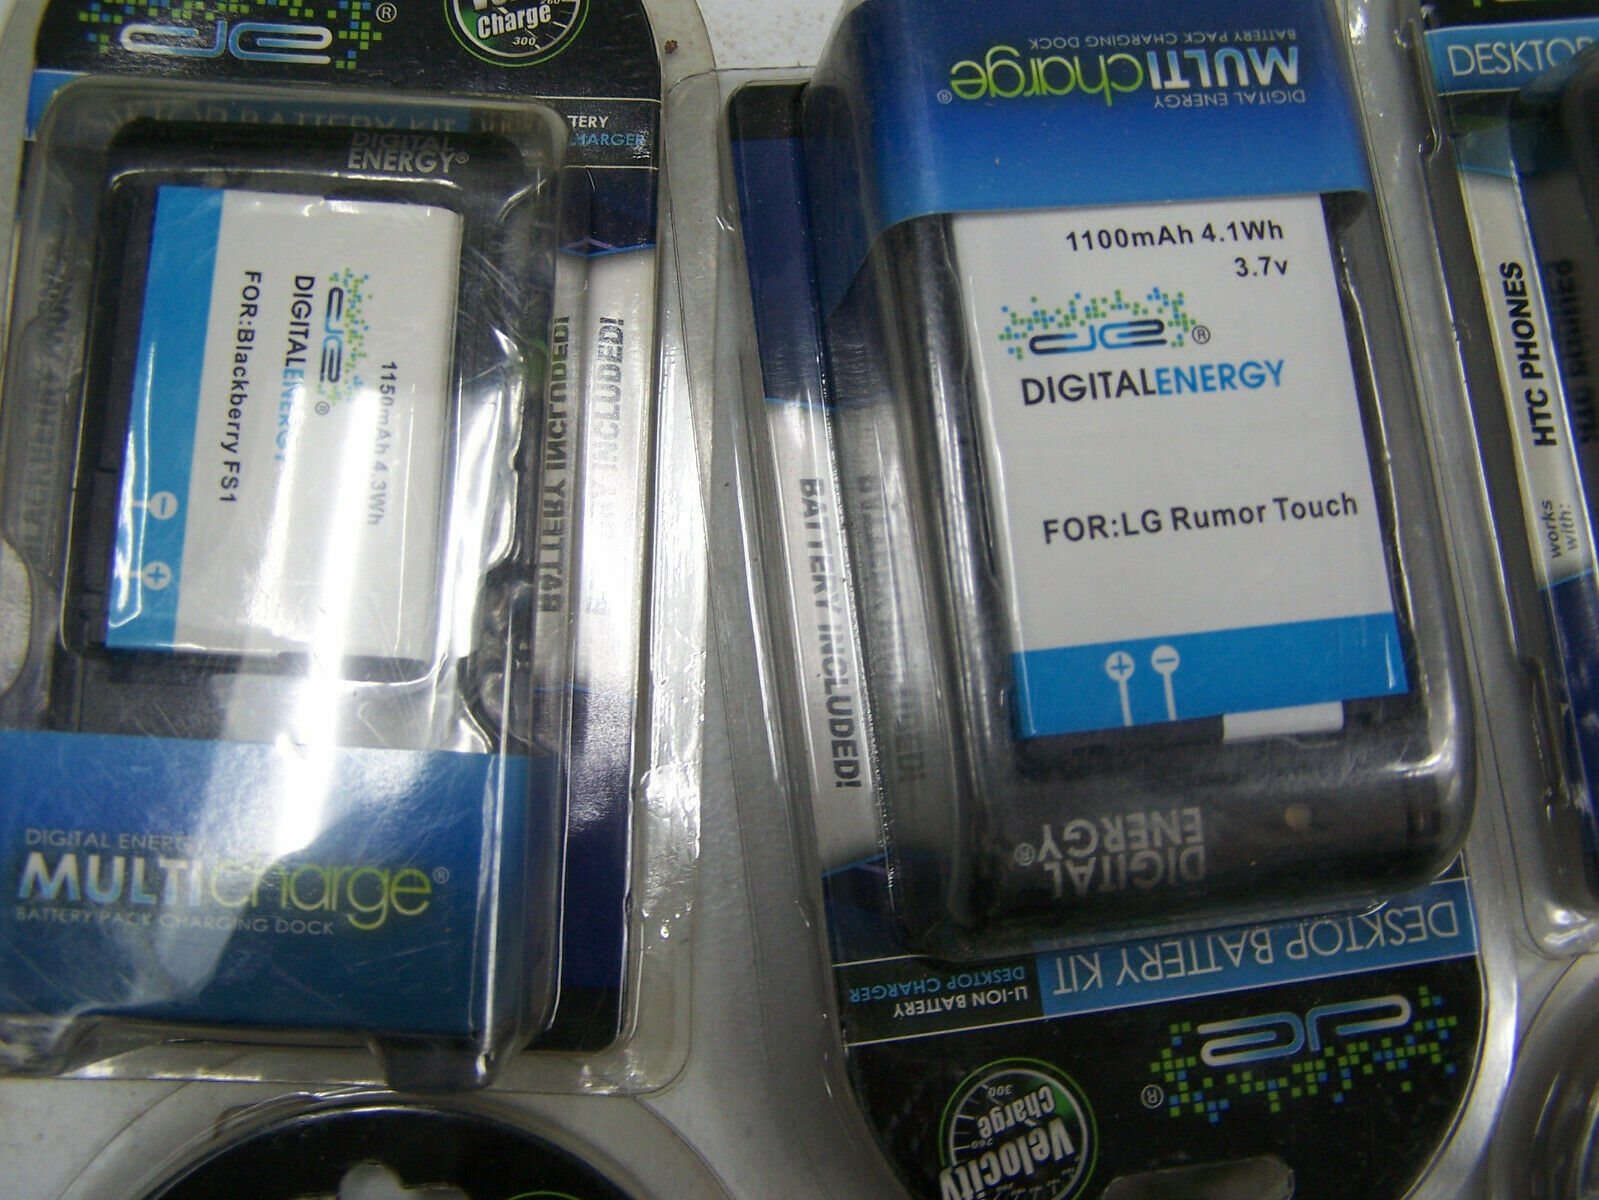 Charge
300
®
DESKTOP BATTERY KIT
TERY
CHARGER
DIGITAL
ENERGY®
1150mAh 4.3Wh
DIGITALENERGY
®
FOR:Blackberry FS1
−
+
BATTERY INCLUDED!
BATTERY INCLUDED!
DIGITAL ENERGY
MULTIcharge®
BATTERY PACK CHARGING DOCK
DIGITAL ENERGY
MULTIcharge®
BATTERY PACK CHARGING DOCK
1100mAh 4.1Wh
3.7v
®
DIGITALENERGY
FOR:LG Rumor Touch
+ −
BATTERY INCLUDED!
DIGITAL
ENERGY®
DESKTOP BATTERY KIT
LI-ION BATTERY
DESKTOP CHARGER
®
Velocity
Charge
260
300
DESKTOP
HTC PHONES
works
with: